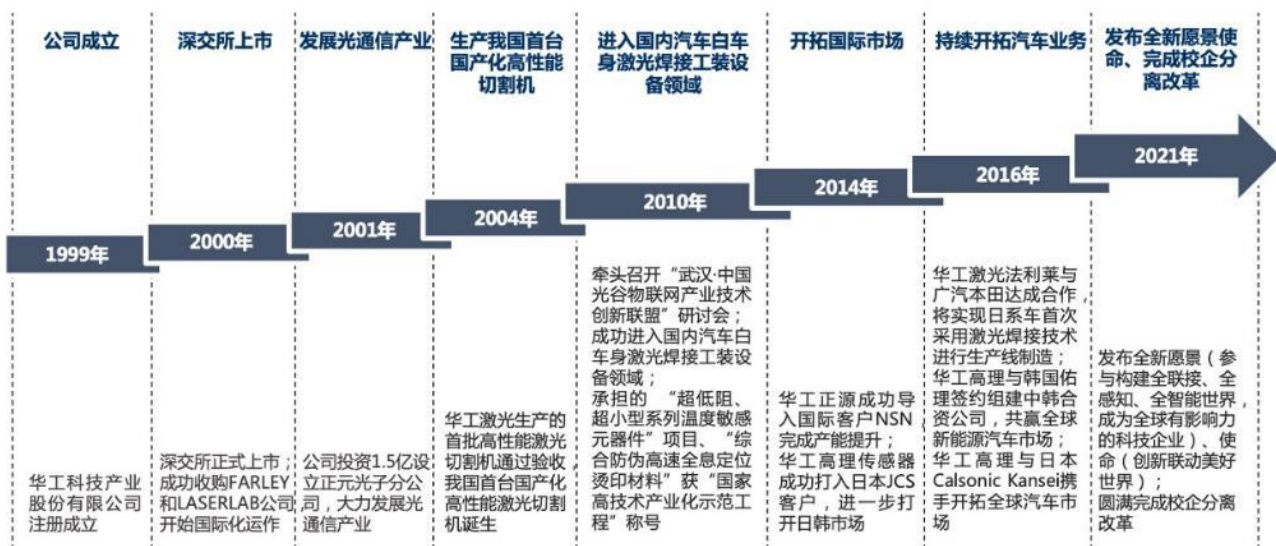 公司成立
深交所上市
发展光通信产业
生产我国首台
国产化高性能
切割机
进入国内汽车白车
身激光焊接工装设
备领域
开拓国际市场
持续开拓汽车业务
发布全新愿景使
命、完成校企分
离改革
1999年
2000年
2001年
2004年
2010年
2014年
2016年
2021年
华工科技产业
股份有限公司
注册成立
深交所正式上市；
成功收购FARLEY
和LASERLAB公司
开始国际化运作
公司投资1.5亿设
立正元光子分公
司，大力发展光
通信产业
华工激光生产的
首批高性能激光
切割机通过验收，
我国首台国产化
高性能激光切割
机诞生
牵头召开“武汉·中国
光谷物联网产业技术
创新联盟”研讨会；
成功进入国内汽车白
车身激光焊接工装设
备领域；
承担的 “超低阻、
超小型系列温度敏感
元器件”项目、“综合
防伪高速全息定位
烫印材料”获“国家
高技术产业化示范工
程”称号
华工正源成功导
入国际客户NSN
完成产能提升；
华工高理传感器
成功打入日本JCS
客户，进一步打
开日韩市场
华工激光法利莱与
广汽本田达成合作，
将实现日系车首次
采用激光焊接技术
进行生产线制造；
华工高理与韩国佑
理签约组建中韩合
资公司，共赢全球
新能源汽车市场；
华工高理与日本
Calsonic Kansei携
手开拓全球汽车市
场
发布全新愿景（参
与构建全联接、全
感知、全智能世界，
成为全球有影响力
的科技企业）、使
命（创新联动美好
世界）；
圆满完成校企分离
改革